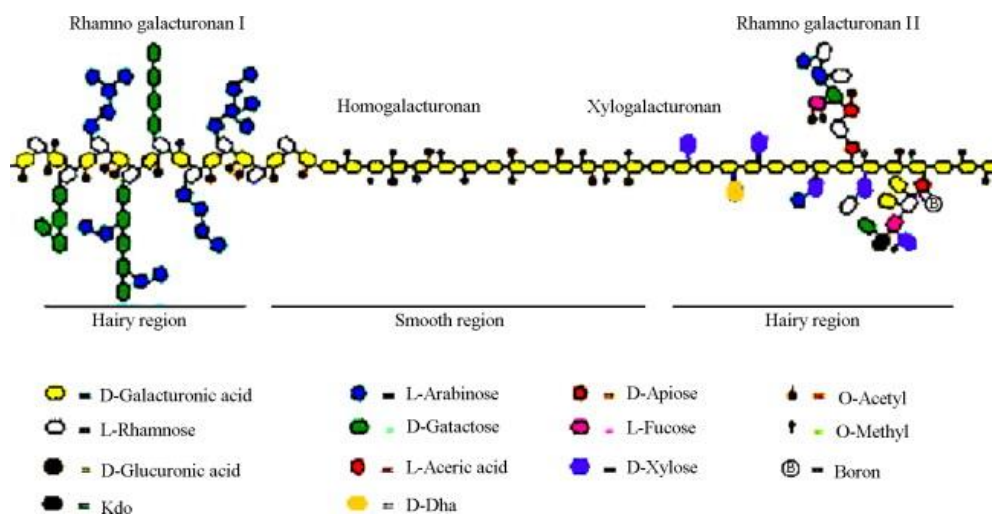 Rhamno galacturonan I
Rhamno galacturonan II
Homogalacturonan
Xylogalacturonan
B
Hairy region
Smooth region
Hairy region
D-Galacturonic acid
L-Arabinose
D-Apiose
O-Acetyl
L-Rhamnose
D-Gatactose
L-Fucose
O-Methyl
D-Glucuronic acid
L-Aceric acid
D-Xylose
B
Boron
Kdo
D-Dha